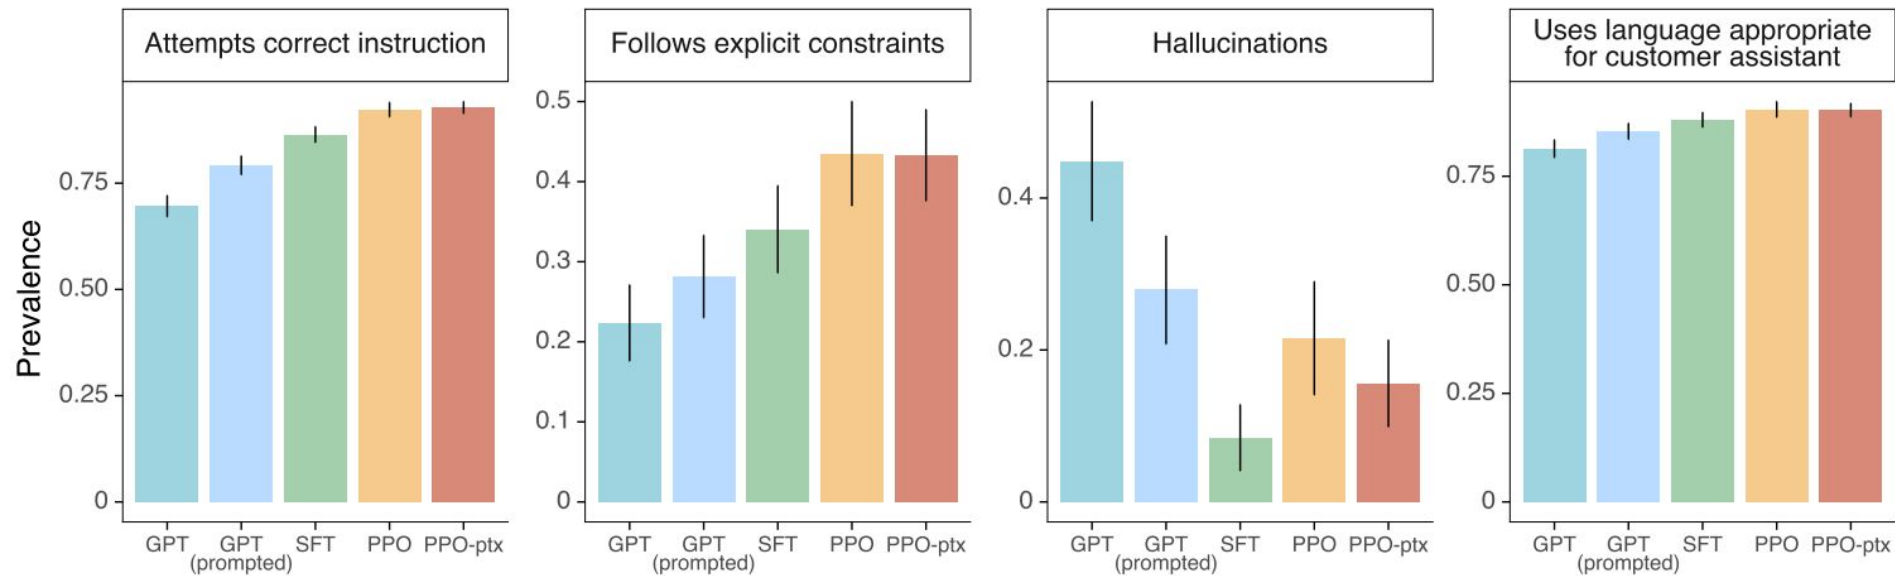 Attempts correct instruction
Follows explicit constraints
Hallucinations
Uses language appropriate
for customer assistant
Prevalence
0.75
0.50
0.25
0
GPT
GPT
(prompted)
SFT
PPO
PPO-ptx
0.5
0.4
0.3
0.2
0.1
0
GPT
GPT
(prompted)
SFT
PPO
PPO-ptx
0.4
0.2
0
GPT
GPT
(prompted)
SFT
PPO
PPO-ptx
0.75
0.50
0.25
0
GPT
GPT
(prompted)
SFT
PPO
PPO-ptx